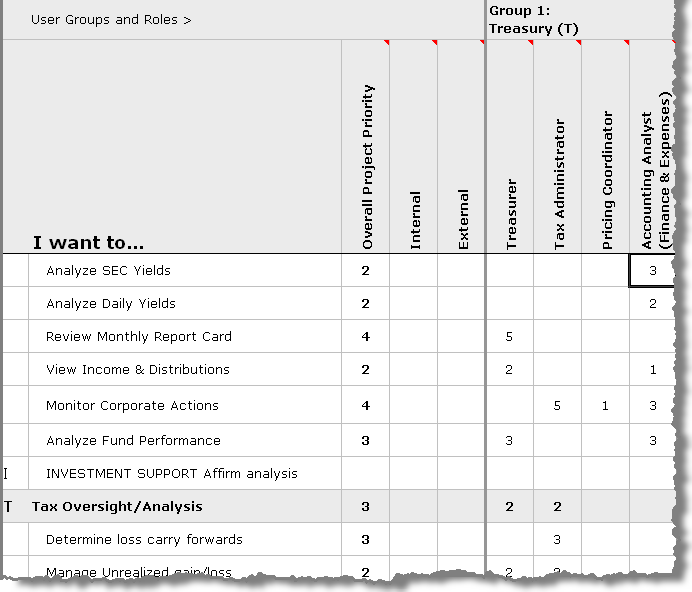 User Groups and Roles >
Group 1:
Treasury (T)
I want to...
Overall Project Priority
Internal
External
Treasurer
Tax Administrator
Pricing Coordinator
Accounting Analyst
(Finance & Expenses)
Analyze SEC Yields 2 3
Analyze Daily Yields 2 2
Review Monthly Report Card 4 5
View Income & Distributions 2 2 1
Monitor Corporate Actions 4 5 1 3
Analyze Fund Performance 3 3 3
I INVESTMENT SUPPORT Affirm analysis
T Tax Oversight/Analysis 3 2 2
Determine loss carry forwards 3 3
Manage Unrealized gain/loss 2 2